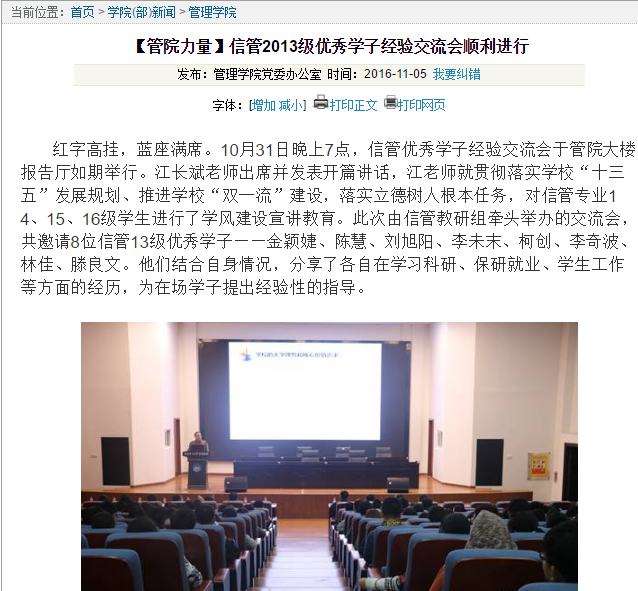 当前位置：首页 > 学院(部)新闻 > 管理学院
【管院力量】信管2013级优秀学子经验交流会顺利进行
发布：管理学院党委办公室 时间：2016-11-05 我要纠错
字体：[增加 减小] 打印正文 打印网页
红字高挂，蓝座满席。10月31日晚上7点，信管优秀学子经验交流会于管院大楼
报告厅如期举行。江长斌老师出席并发表开篇讲话，江老师就贯彻落实学校“十三
五”发展规划、推进学校“双一流”建设，落实立德树人根本任务，对信管专业1
4、15、16级学生进行了学风建设宣讲教育。此次由信管教研组牵头举办的交流会，
共邀请8位信管13级优秀学子——金颖婕、陈慧、刘旭阳、李未末、柯创、李奇波、
林佳、滕良文。他们结合自身情况，分享了各自在学习科研、保研就业、学生工作
等方面的经历，为在场学子提出经验性的指导。